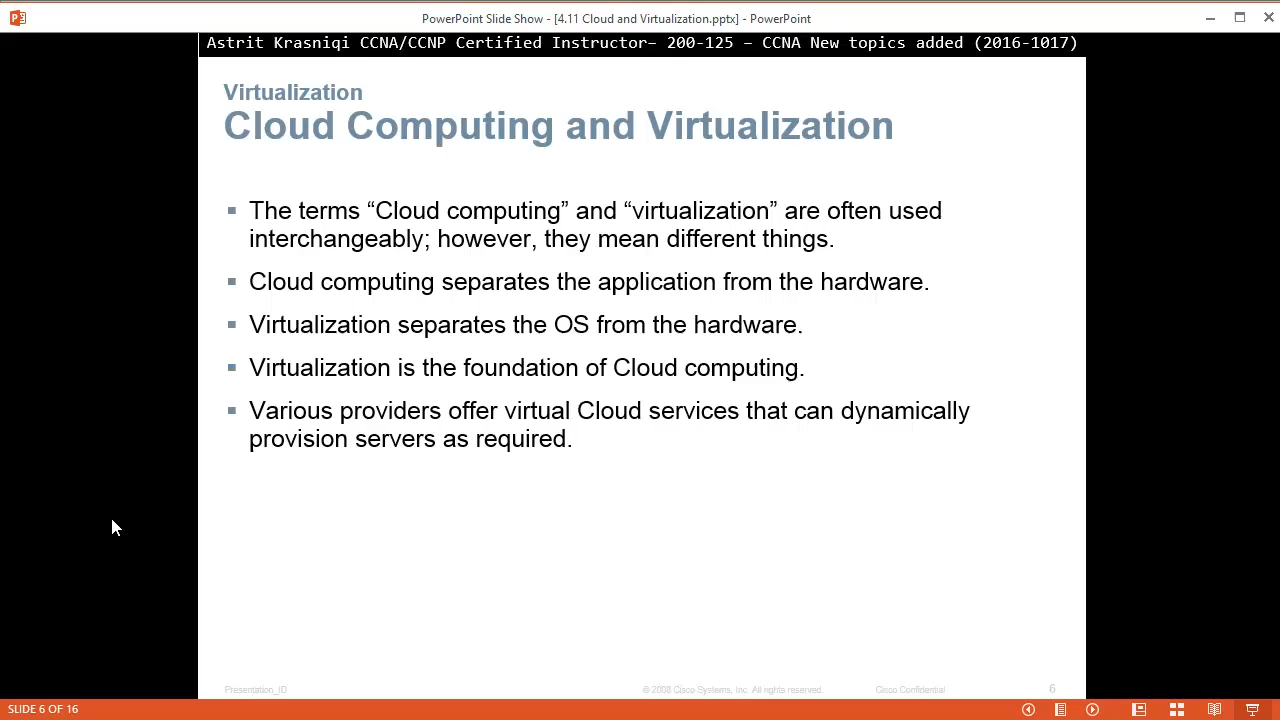 PowerPoint Slide Show - [4.11 Cloud and Virtualization.pptx] - PowerPoint
Astrit Krasniqi CCNA/CCNP Certified Instructor– 200-125 – CCNA New topics added (2016-1017)
Virtualization
Cloud Computing and Virtualization
The terms “Cloud computing” and “virtualization” are often used
interchangeably; however, they mean different things.
Cloud computing separates the application from the hardware.
Virtualization separates the OS from the hardware.
Virtualization is the foundation of Cloud computing.
Various providers offer virtual Cloud services that can dynamically
provision servers as required.
Presentation_ID © 2008 Cisco Systems, Inc. All rights reserved. Cisco Confidential 6
SLIDE 6 OF 16